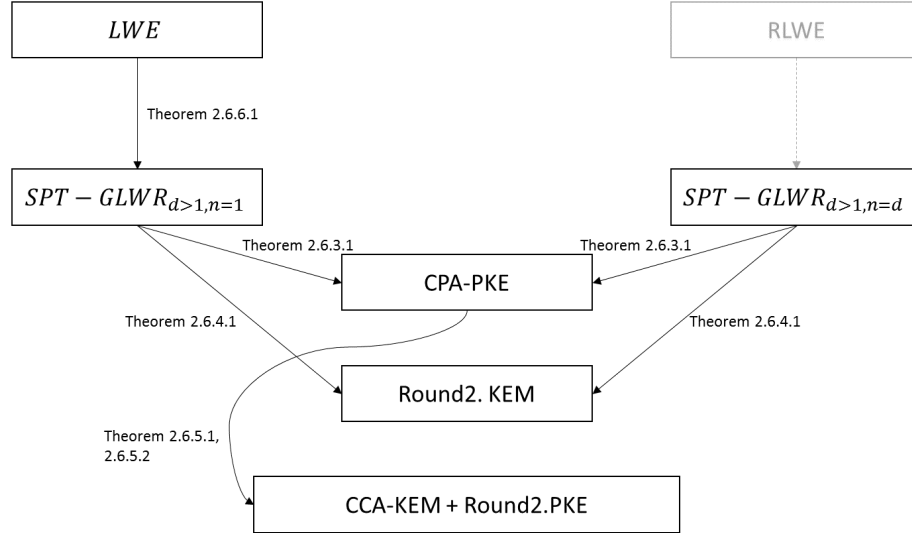 LWE
RLWE
Theorem 2.6.6.1
SPT − GLWR_{d>1,n=1}
SPT − GLWR_{d>1,n=d}
Theorem 2.6.3.1
Theorem 2.6.3.1
CPA-PKE
Theorem 2.6.4.1
Theorem 2.6.4.1
Round2. KEM
Theorem 2.6.5.1,
2.6.5.2
CCA-KEM + Round2.PKE